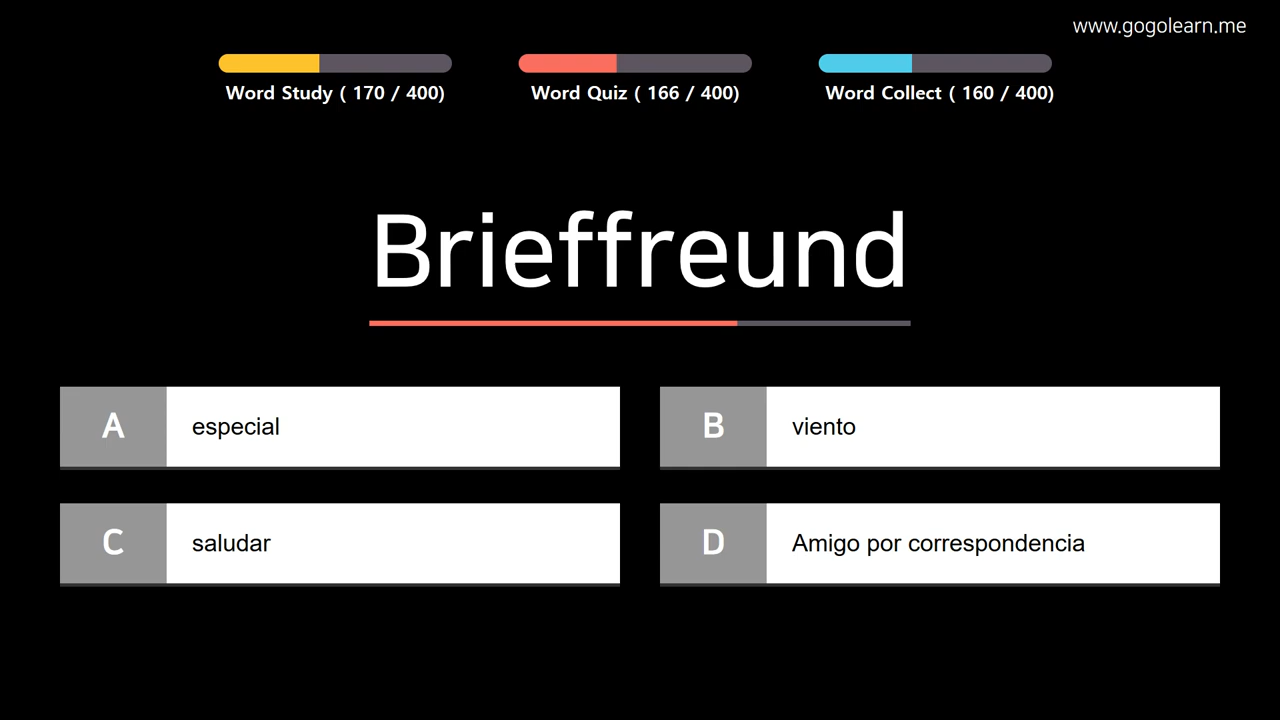 www.gogolearn.me
Word Study ( 170 / 400)
Word Quiz ( 166 / 400)
Word Collect ( 160 / 400)
Brieffreund
A especial
B viento
C saludar
D Amigo por correspondencia